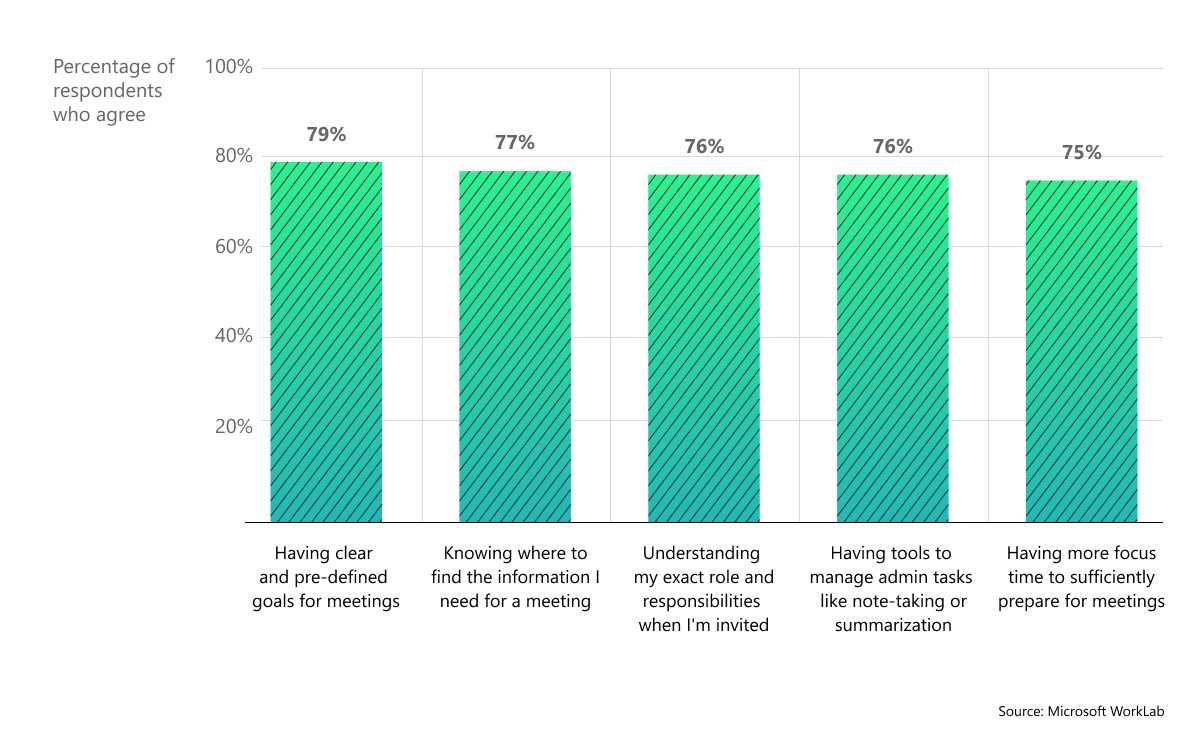 Percentage of
respondents
who agree
100%
80%
60%
40%
20%
79%
77%
76%
76%
75%
Having clear
and pre-defined
goals for meetings
Knowing where to
find the information I
need for a meeting
Understanding
my exact role and
responsibilities
when I'm invited
Having tools to
manage admin tasks
like note-taking or
summarization
Having more focus
time to sufficiently
prepare for meetings
Source: Microsoft WorkLab